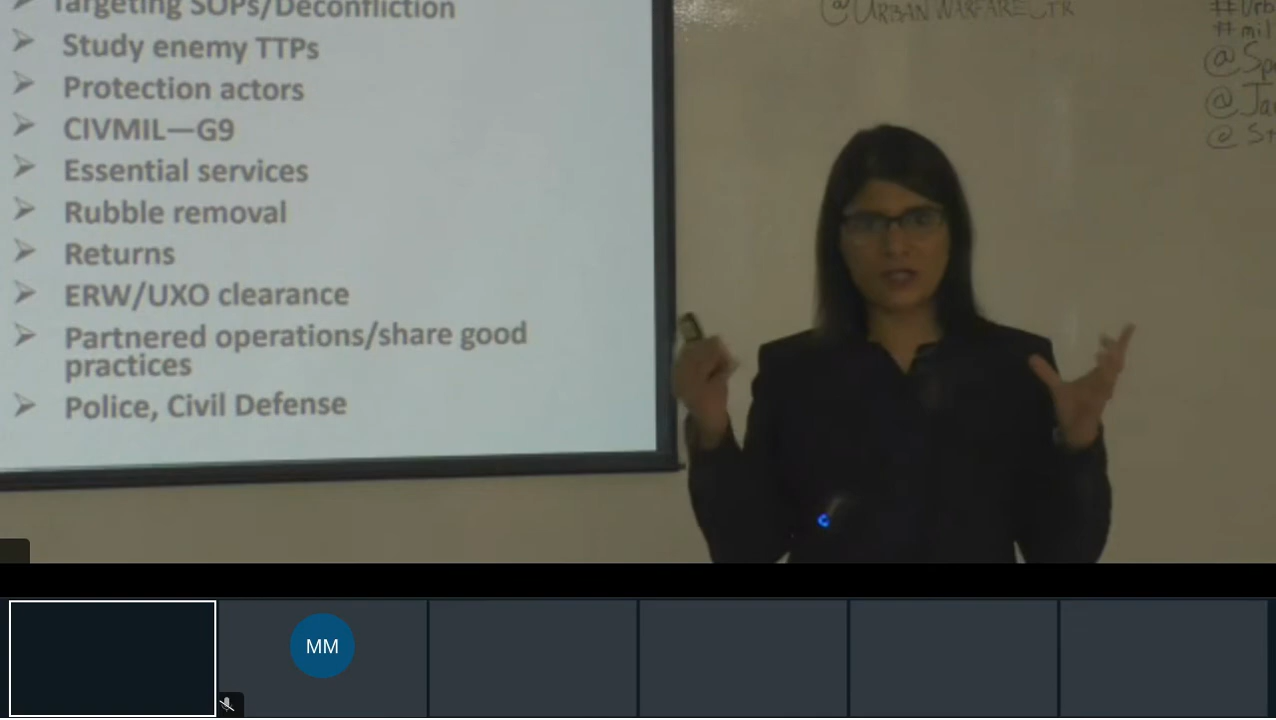 Targeting SOPs/Deconfliction
Study enemy TTPs
Protection actors
CIVMIL—G9
Essential services
Rubble removal
Returns
ERW/UXO clearance
Partnered operations/share good
practices
Police, Civil Defense
@URBANWARFARECTR
#mil
MM